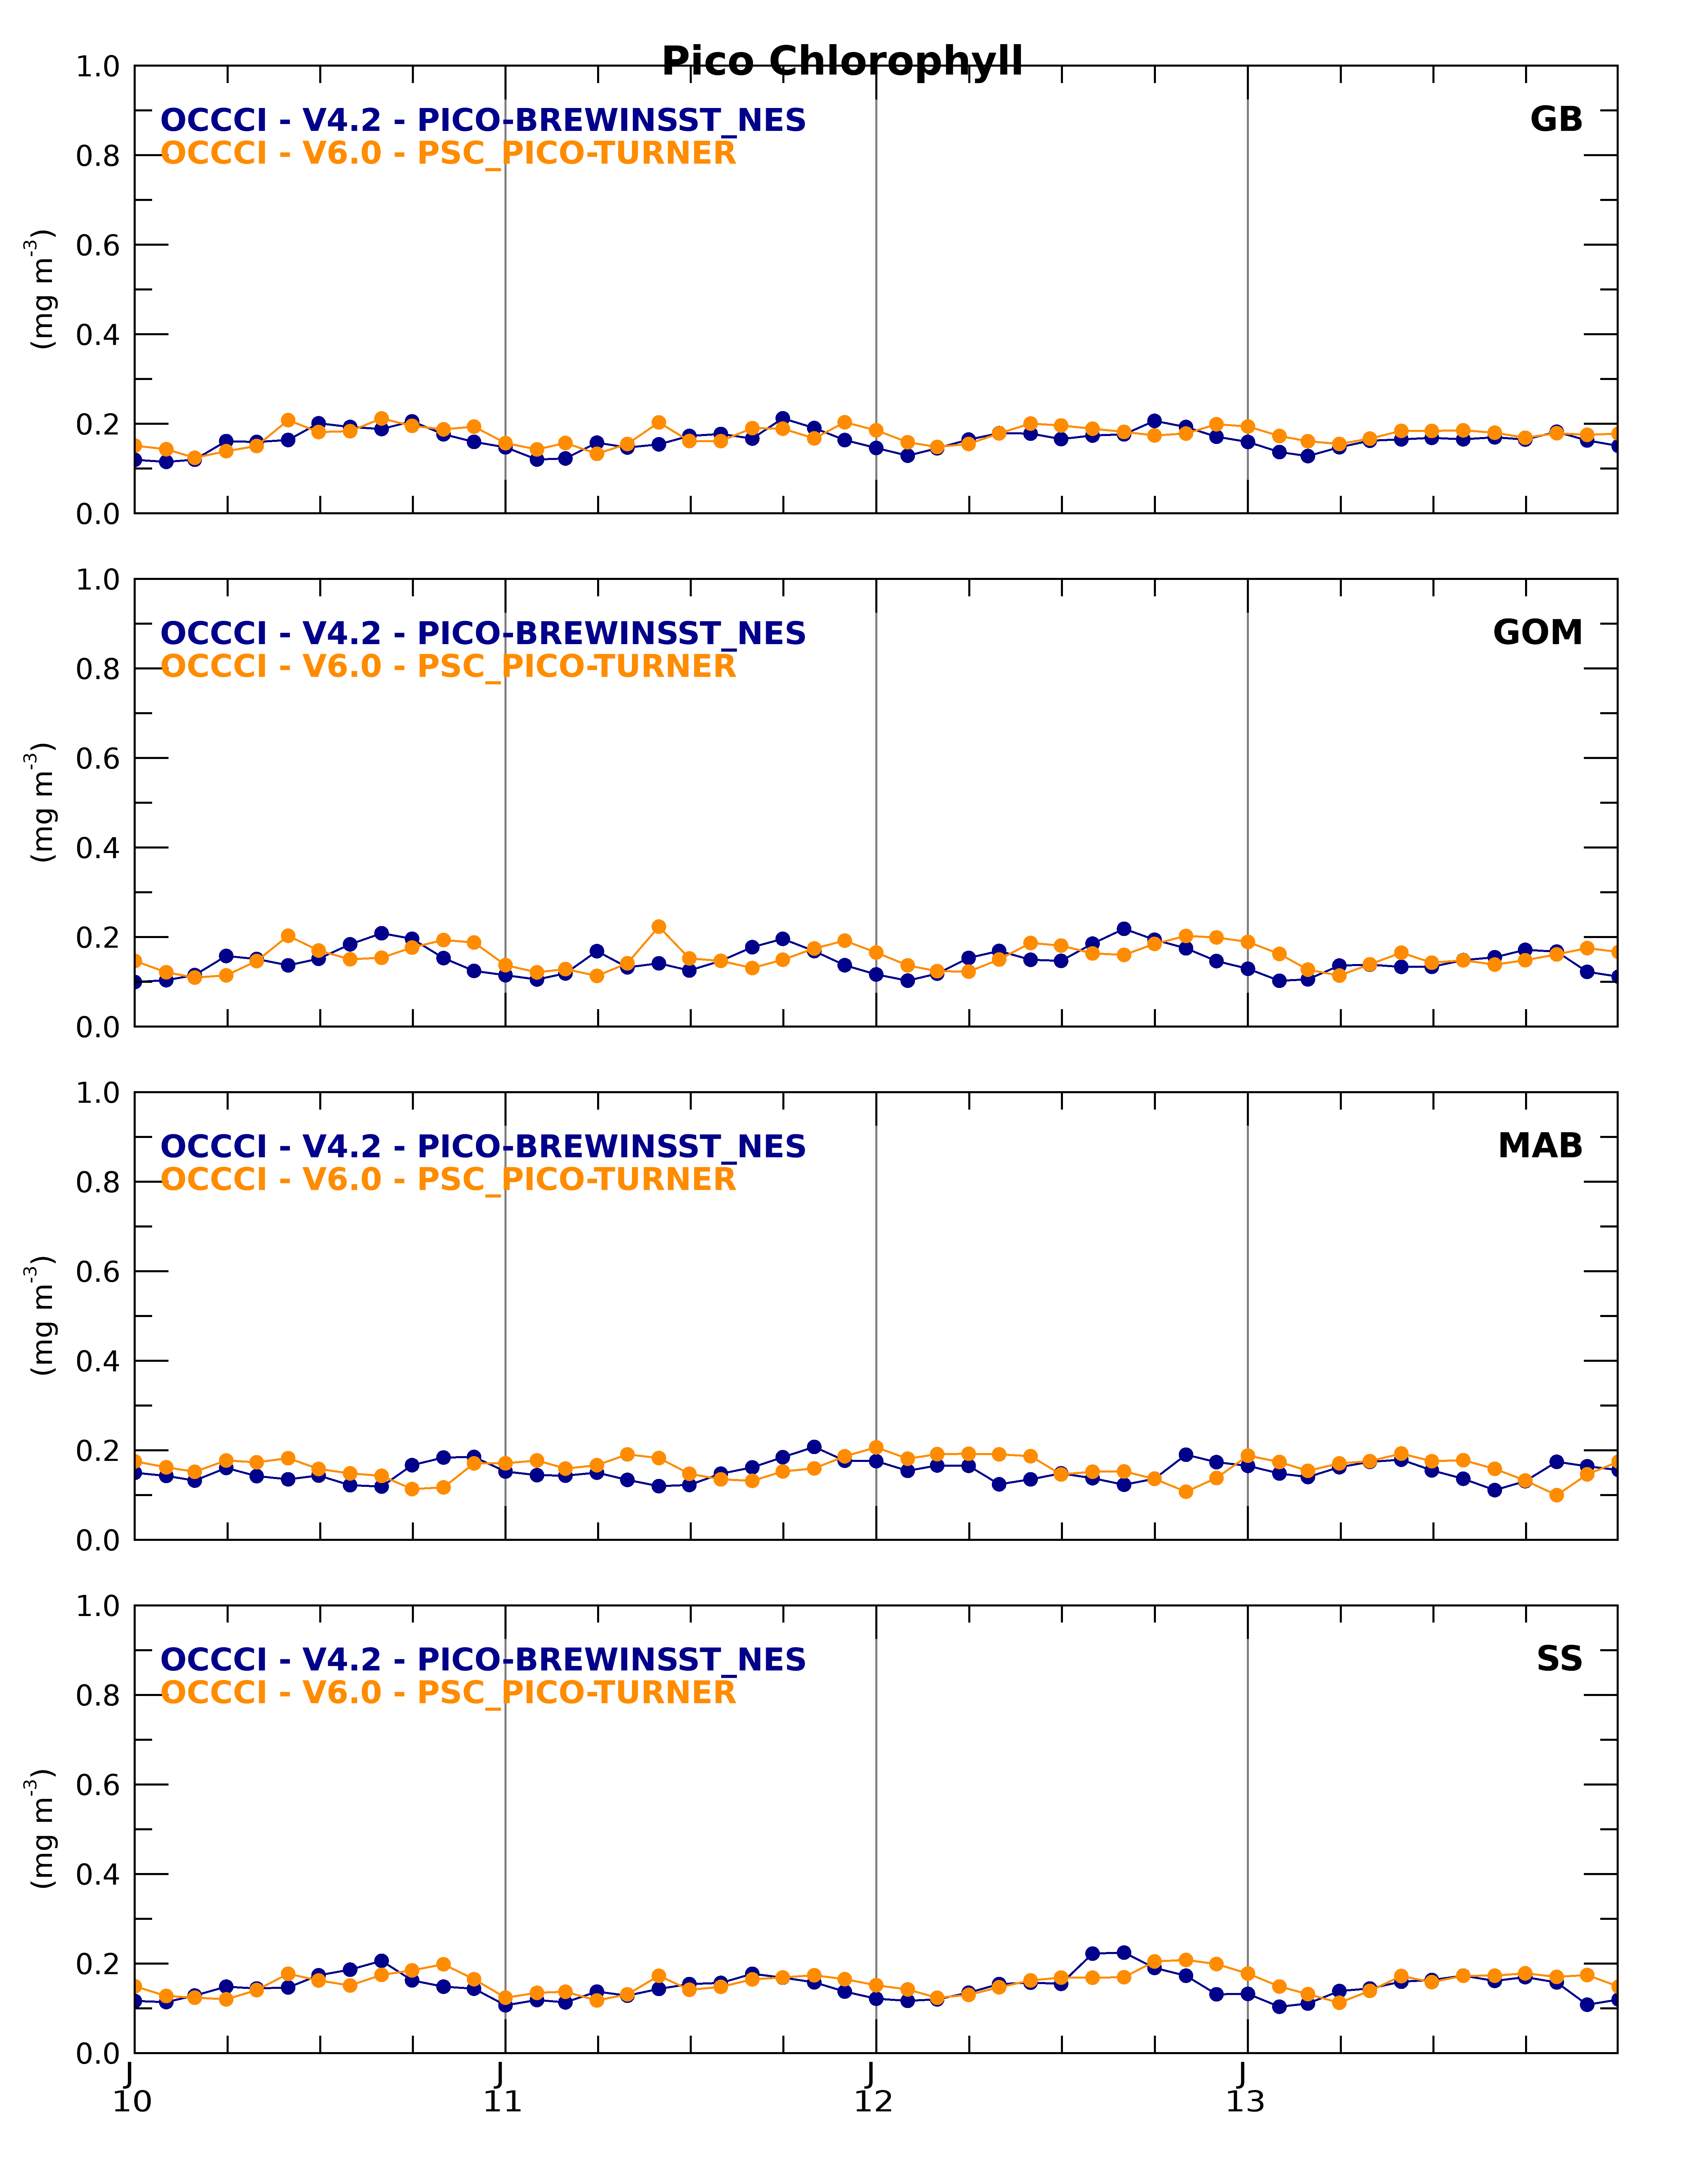 Pico Chlorophyll
1.0
OCCCI - V4.2 - PICO-BREWINSST_NES
GB
OCCCI - V6.0 - PSC_PICO-TURNER
0.8
0.6
(mg m-3)
0.4
0.2
0.0
1.0
OCCCI - V4.2 - PICO-BREWINSST_NES
GOM
OCCCI - V6.0 - PSC_PICO-TURNER
0.8
0.6
(mg m-3)
0.4
0.2
0.0
1.0
OCCCI - V4.2 - PICO-BREWINSST_NES
MAB
OCCCI - V6.0 - PSC_PICO-TURNER
0.8
0.6
(mg m-3)
0.4
0.2
0.0
1.0
OCCCI - V4.2 - PICO-BREWINSST_NES
SS
OCCCI - V6.0 - PSC_PICO-TURNER
0.8
0.6
(mg m-3)
0.4
0.2
0.0
J J J J
10 11 12 13